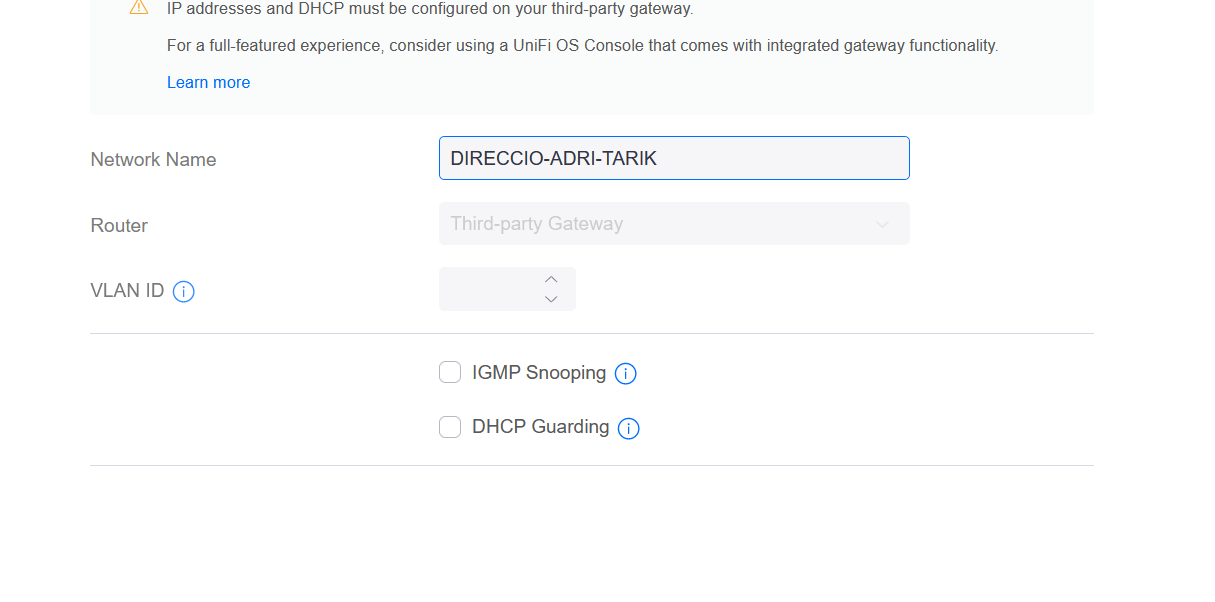 IP addresses and DHCP must be configured on your third-party gateway.
For a full-featured experience, consider using a UniFi OS Console that comes with integrated gateway functionality.
Learn more
Network Name
DIRECCIO-ADRI-TARIK
Router
Third-party Gateway
VLAN ID
IGMP Snooping
DHCP Guarding